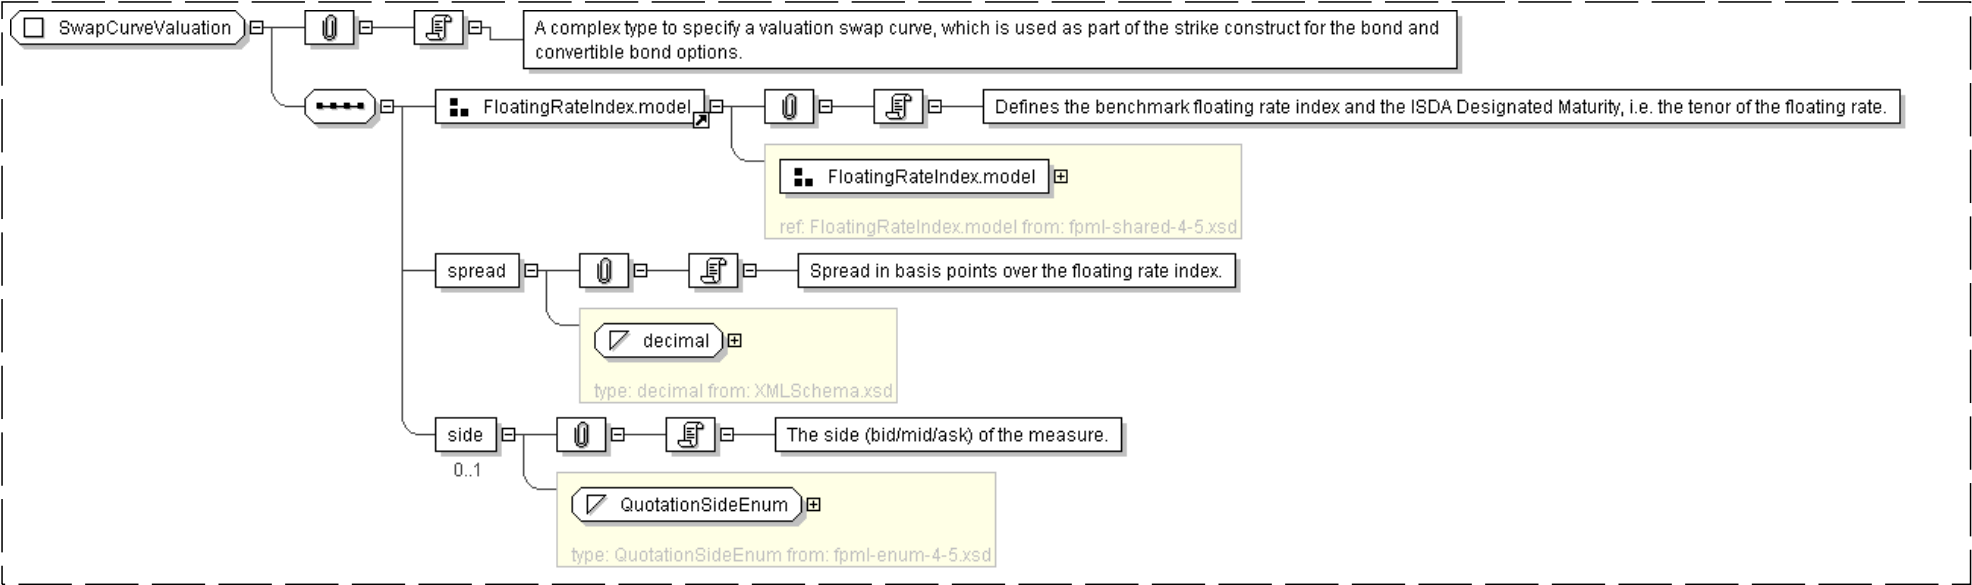 SwapCurveValuation
A complex type to specify a valuation swap curve, which is used as part of the strike construct for the bond and
convertible bond options.
FloatingRateIndex.model
Defines the benchmark floating rate index and the ISDA Designated Maturity, i.e. the tenor of the floating rate.
FloatingRateIndex.model
ref: FloatingRateIndex.model from: fpml-shared-4-5.xsd
spread
Spread in basis points over the floating rate index.
decimal
type: decimal from: XMLSchema.xsd
side
The side (bid/mid/ask) of the measure.
0..1
QuotationSideEnum
type: QuotationSideEnum from: fpml-enum-4-5.xsd